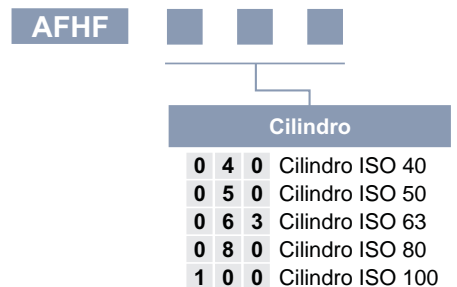 AFHF
Cilindro
0 4 0 Cilindro ISO 40
0 5 0 Cilindro ISO 50
0 6 3 Cilindro ISO 63
0 8 0 Cilindro ISO 80
1 0 0 Cilindro ISO 100